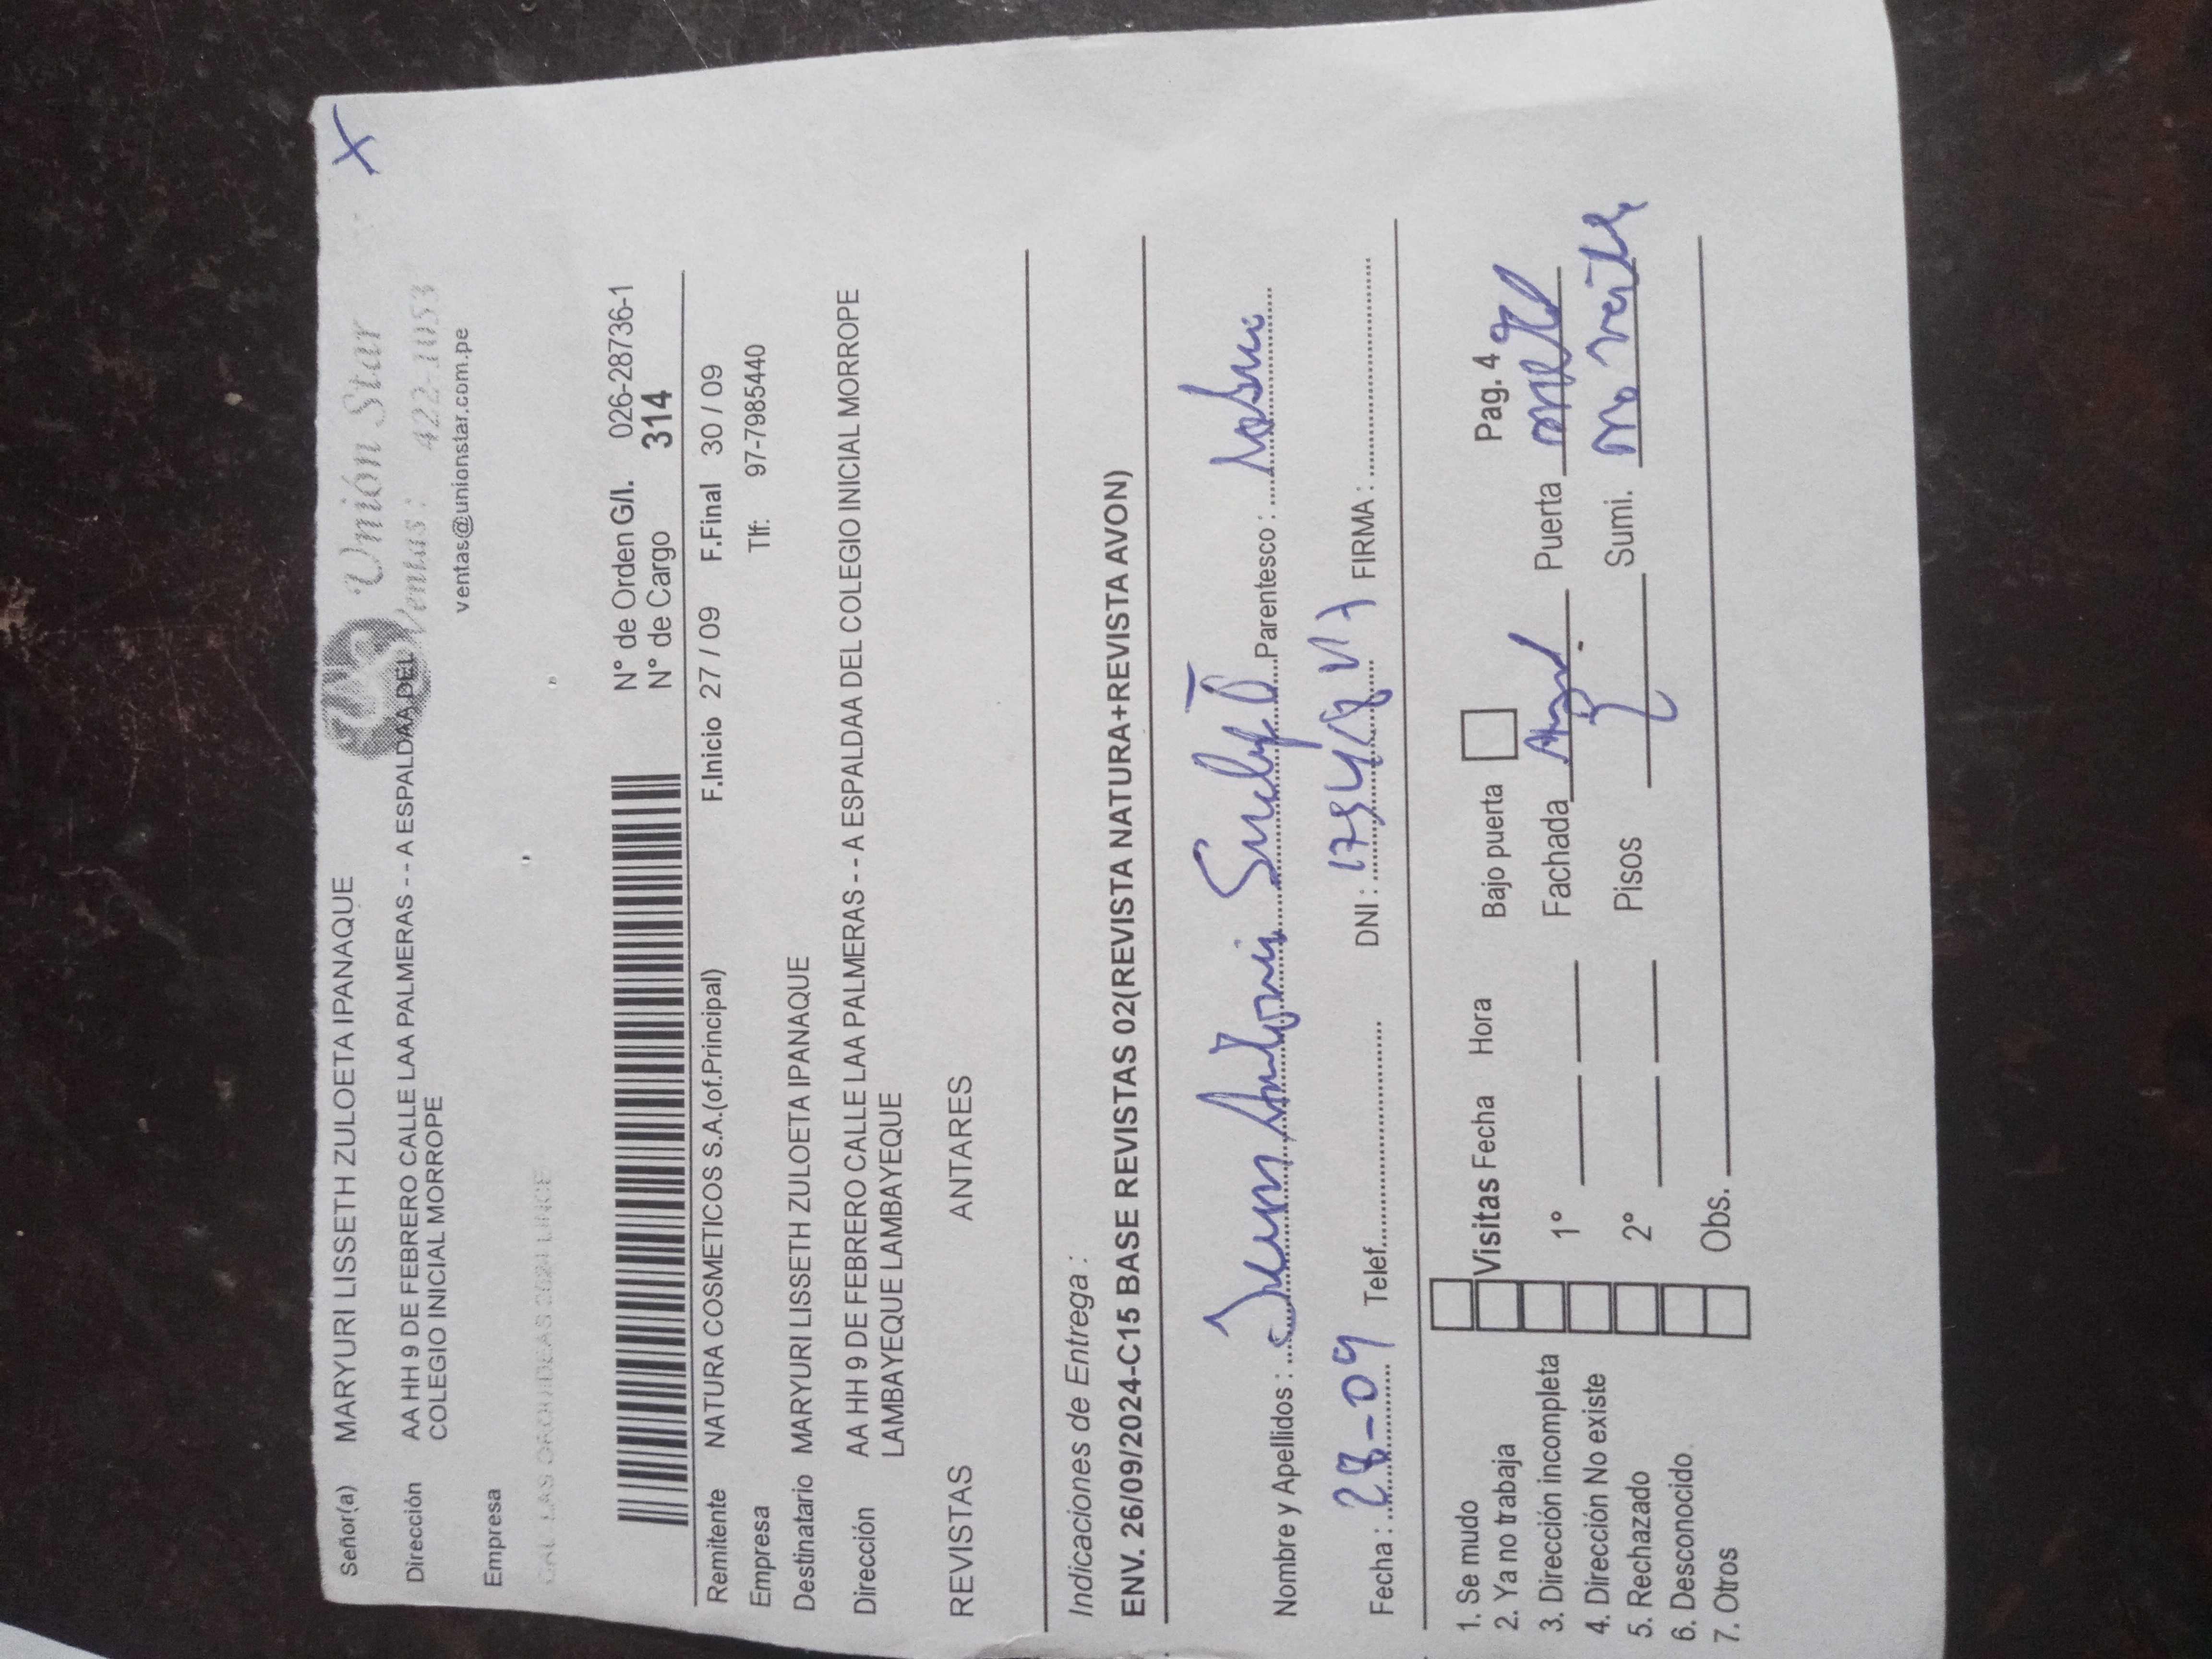 Señor(a) MARYURI LISSETH ZULOETA IPANAQUE
Unión Star
X
Dirección AA HH 9 DE FEBRERO CALLE LAA PALMERAS - - A ESPALDAA DEL
COLEGIO INICIAL MORROPE
Ventas: 422-1053
ventas@unionstar.com.pe
Empresa
CAL LAS ORQUIDEAS 2621 LINCE
N° de Orden G/I. 026-28736-1
N° de Cargo 314
Remitente NATURA COSMETICOS S.A.(of.Principal) F.Inicio 27 / 09 F.Final 30 / 09
Empresa Tlf: 97-7985440
Destinatario MARYURI LISSETH ZULOETA IPANAQUE
Dirección AA HH 9 DE FEBRERO CALLE LAA PALMERAS - - A ESPALDAA DEL COLEGIO INICIAL MORROPE
LAMBAYEQUE LAMBAYEQUE
REVISTAS ANTARES
Indicaciones de Entrega :
ENV. 26/09/2024-C15 BASE REVISTAS 02(REVISTA NATURA+REVISTA AVON)
Nombre y Apellidos : Parentesco :
Fecha : 28-09 Telef. DNI : FIRMA :
1. Se mudo
2. Ya no trabaja
3. Dirección incompleta
4. Dirección No existe
5. Rechazado
6. Desconocido
7. Otros
Visitas Fecha Hora Bajo puerta Pag. 4
1° Fachada Puerta
2° Pisos Sumi.
Obs.